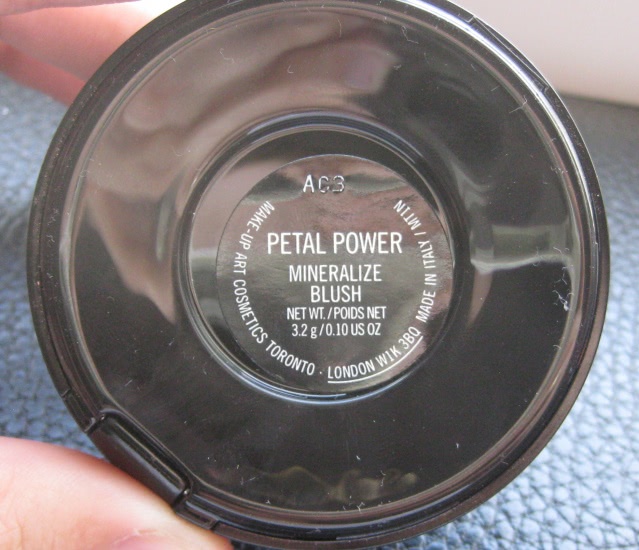 AC3
PETAL POWER
MINERALIZE
BLUSH
NET WT./POIDS NET
3.2 g/0.10 US OZ
MAKE-UP ART COSMETICS TORONTO · LONDON W1K 3BQ MADE IN ITALY / MTIN